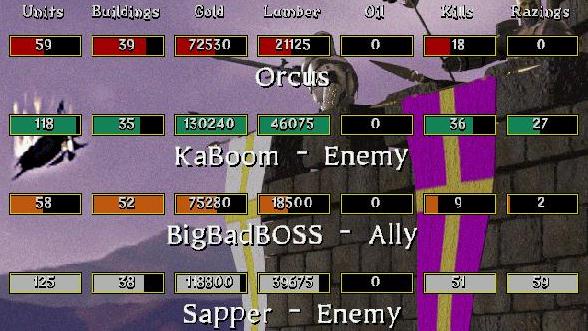 Units Buildings Gold Lumber Oil Kills Razings
59 39 72530 21125 0 18 0
Orcus
118 35 130240 46075 0 36 27
KaBoom - Enemy
58 52 75280 18500 0 9 2
BigBadBOSS - Ally
125 38 118800 39675 0 51 59
Sapper - Enemy